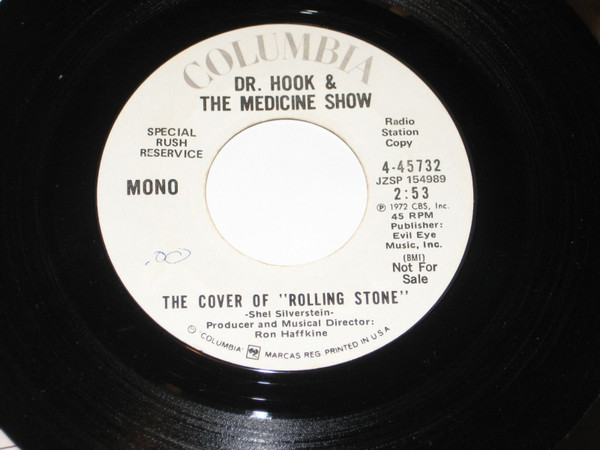 COLUMBIA
DR. HOOK &
THE MEDICINE SHOW
SPECIAL
RUSH
RESERVICE
MONO
Radio
Station
Copy
4-45732
JZSP 154989
2:53
Ⓟ 1972 CBS, Inc.
45 RPM
Publisher:
Evil Eye
Music, Inc.
(BMI)
Not For
Sale
THE COVER OF "ROLLING STONE"
-Shel Silverstein-
Producer and Musical Director:
Ron Haffkine
© "COLUMBIA" MARCAS REG. PRINTED IN U.S.A.